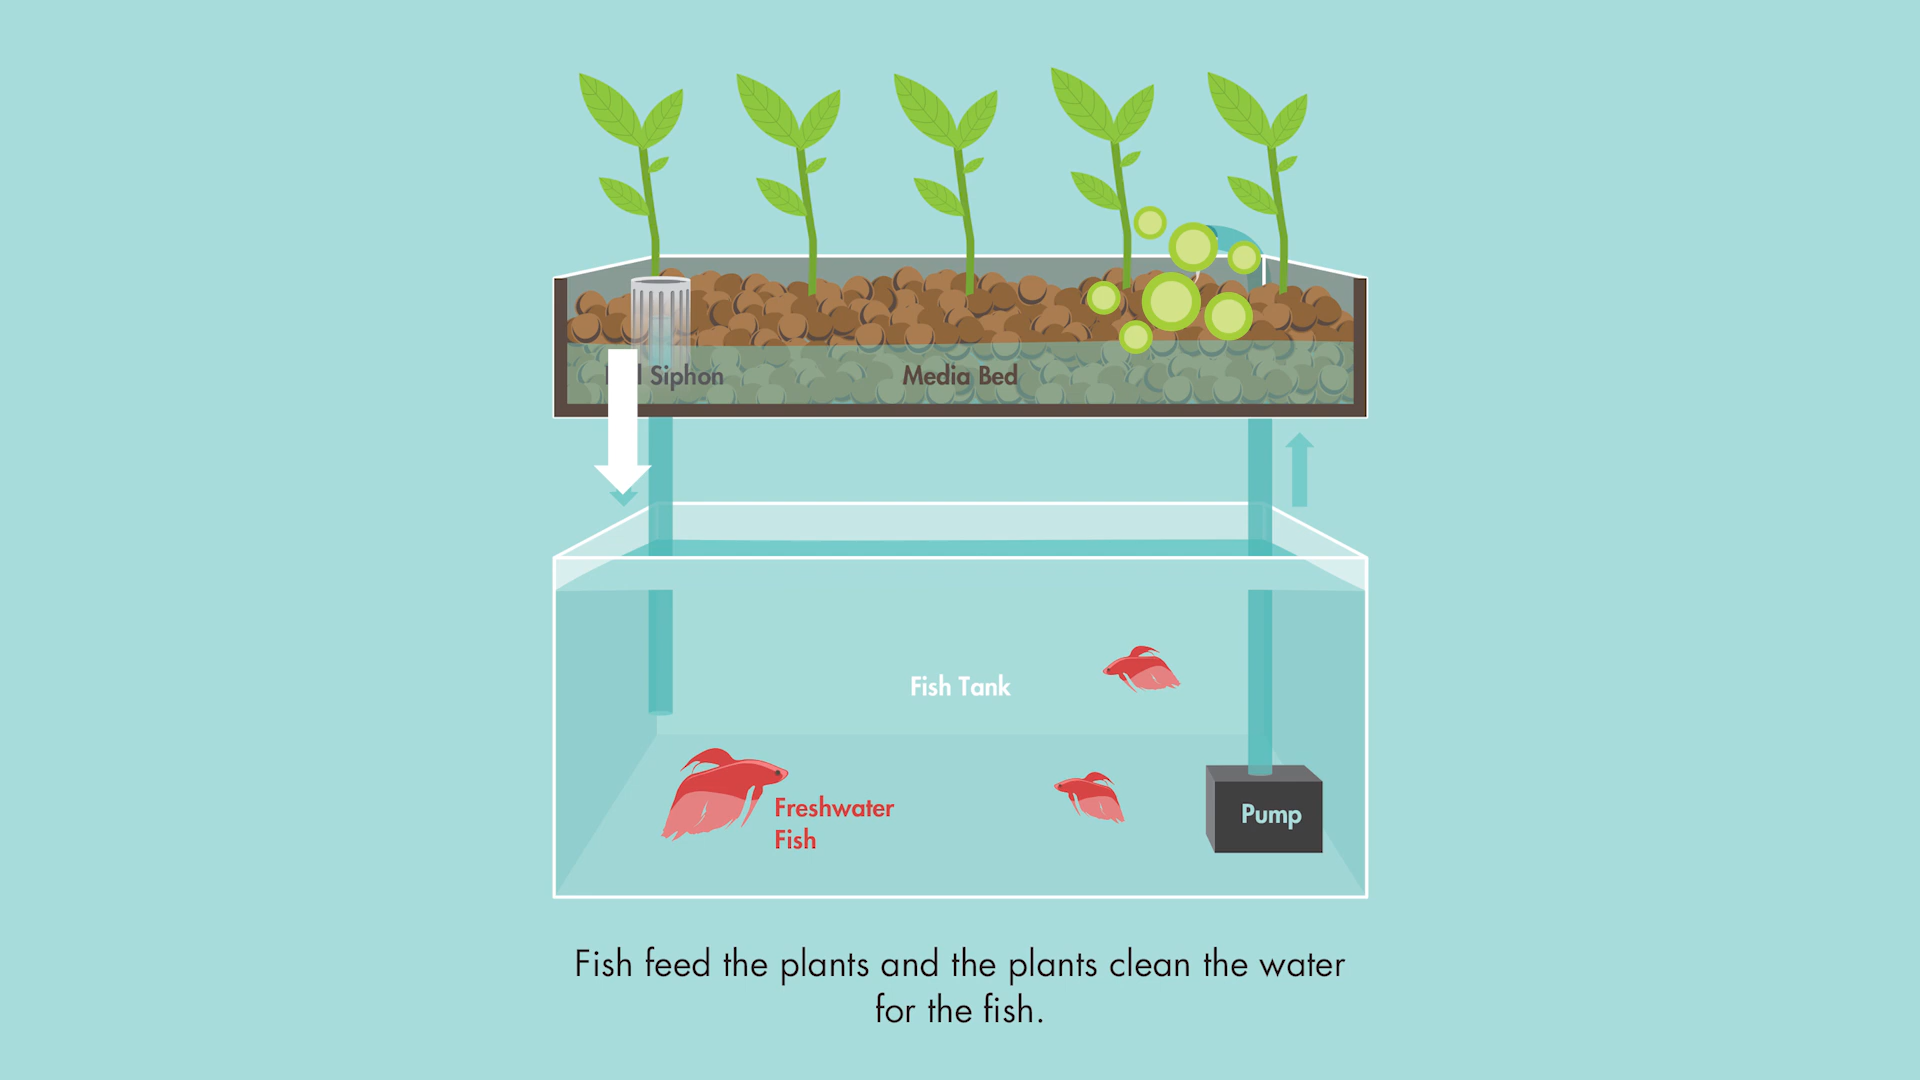 Siphon
Media Bed
Fish Tank
Freshwater
Fish
Pump
Fish feed the plants and the plants clean the water
for the fish.